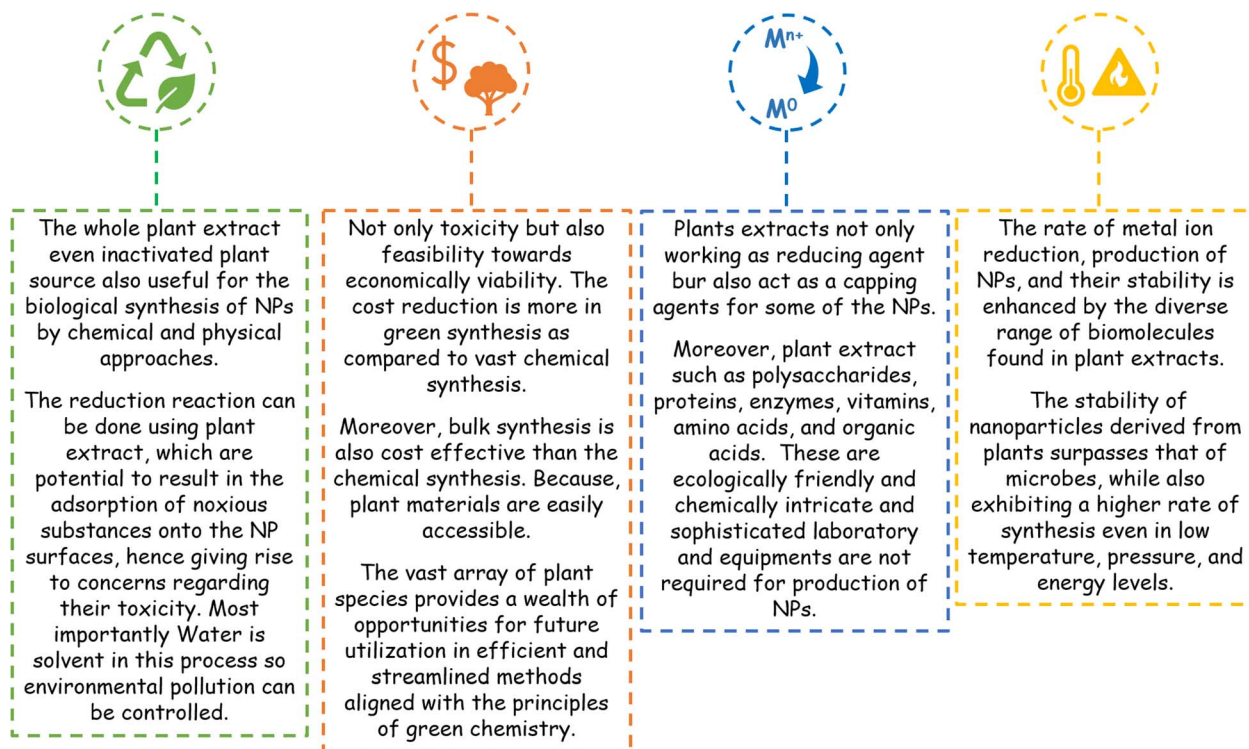 $
Mⁿ⁺
M⁰
The whole plant extract
even inactivated plant
source also useful for the
biological synthesis of NPs
by chemical and physical
approaches.
The reduction reaction can
be done using plant
extract, which are
potential to result in the
adsorption of noxious
substances onto the NP
surfaces, hence giving rise
to concerns regarding
their toxicity. Most
importantly Water is
solvent in this process so
environmental pollution can
be controlled.
Not only toxicity but also
feasibility towards
economically viability. The
cost reduction is more in
green synthesis as
compared to vast chemical
synthesis.
Moreover, bulk synthesis is
also cost effective than the
chemical synthesis. Because,
plant materials are easily
accessible.
The vast array of plant
species provides a wealth of
opportunities for future
utilization in efficient and
streamlined methods
aligned with the principles
of green chemistry.
Plants extracts not only
working as reducing agent
bur also act as a capping
agents for some of the NPs.
Moreover, plant extract
such as polysaccharides,
proteins, enzymes, vitamins,
amino acids, and organic
acids. These are
ecologically friendly and
chemically intricate and
sophisticated laboratory
and equipments are not
required for production of
NPs.
The rate of metal ion
reduction, production of
NPs, and their stability is
enhanced by the diverse
range of biomolecules
found in plant extracts.
The stability of
nanoparticles derived from
plants surpasses that of
microbes, while also
exhibiting a higher rate of
synthesis even in low
temperature, pressure, and
energy levels.